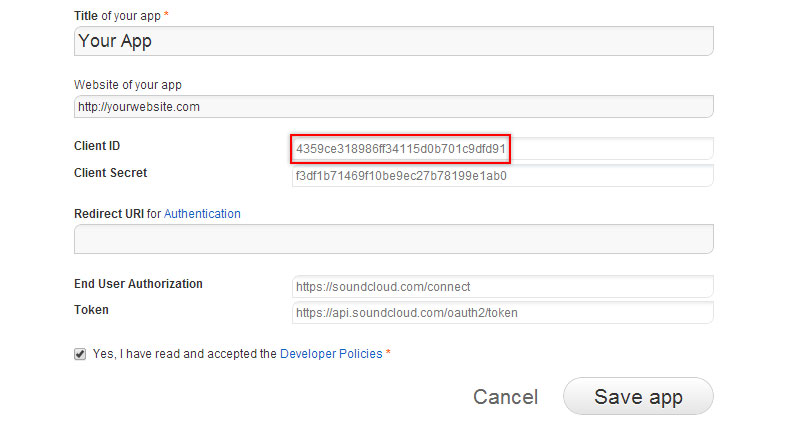 Title of your app *
Your App
Website of your app
http://yourwebsite.com
Client ID 4359ce318986ff34115d0b701c9dfd91
Client Secret f3df1b71469f10be9ec27b78199e1ab0
Redirect URI for Authentication
End User Authorization https://soundcloud.com/connect
Token https://api.soundcloud.com/oauth2/token
Yes, I have read and accepted the Developer Policies *
Cancel Save app